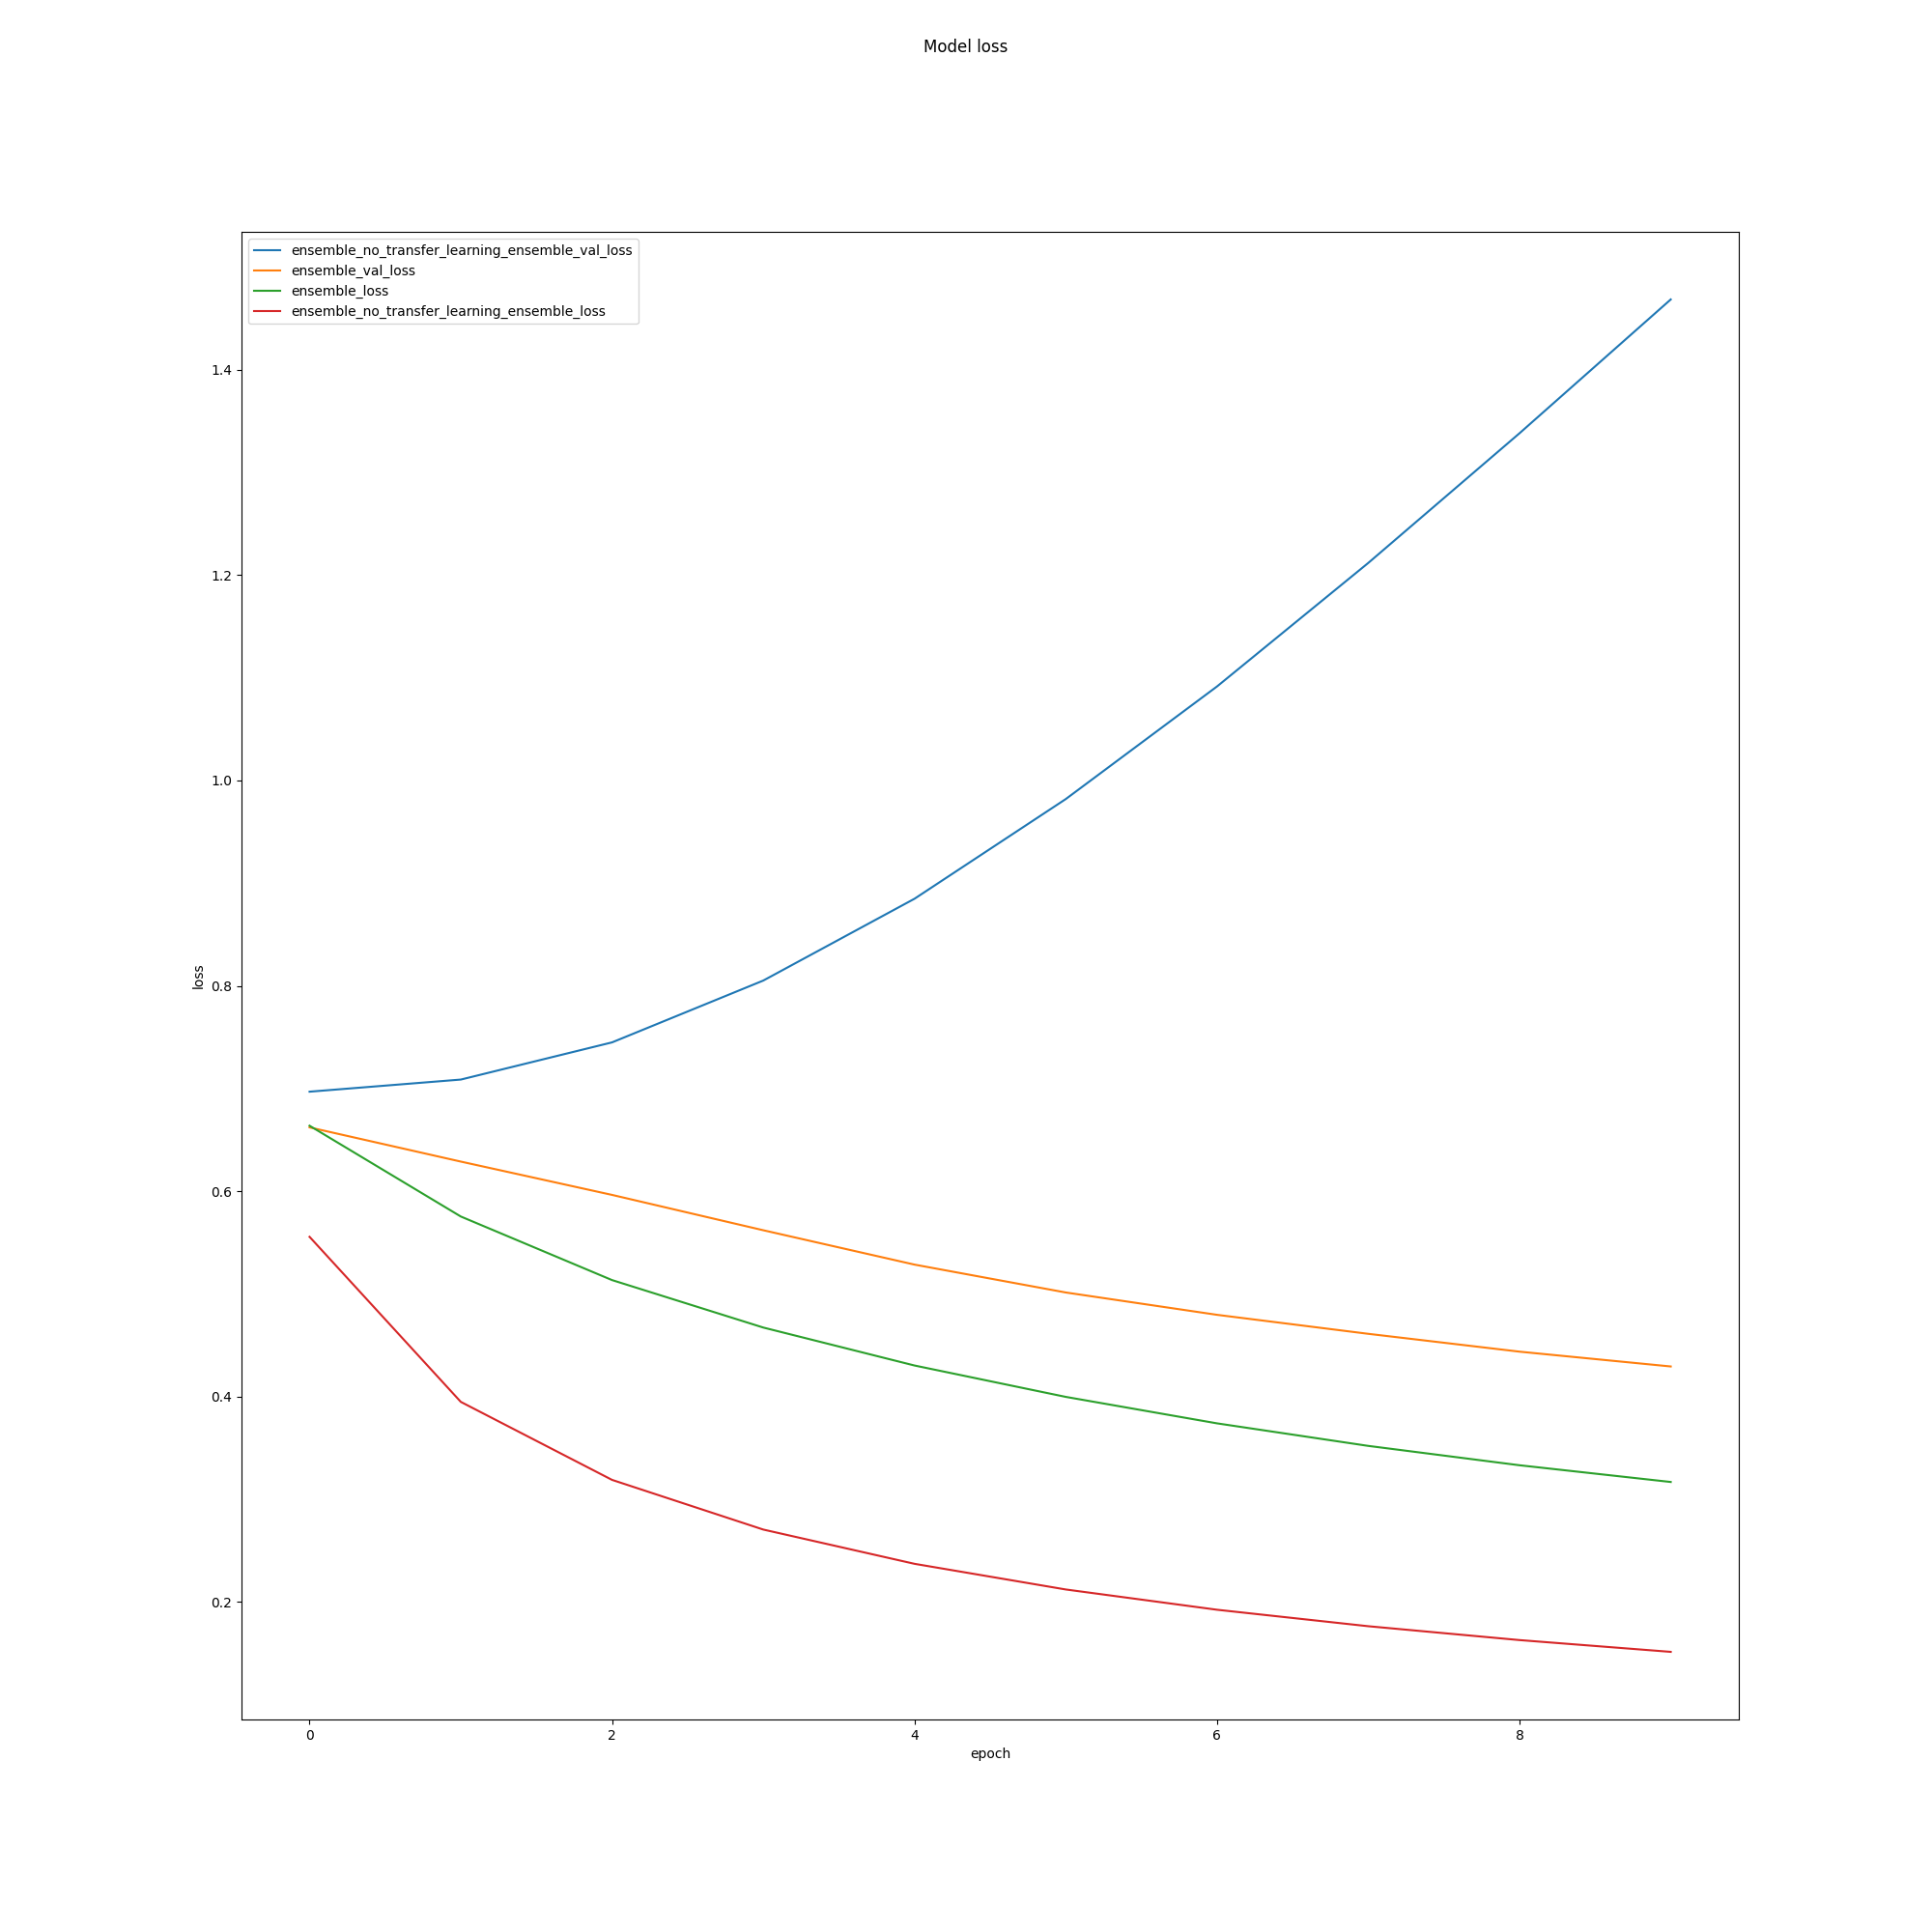 Model loss
ensemble_no_transfer_learning_ensemble_val_loss
ensemble_val_loss
ensemble_loss
ensemble_no_transfer_learning_ensemble_loss
1.4
1.2
1.0
0.8
0.6
0.4
0.2
loss
0 2 4 6 8
epoch